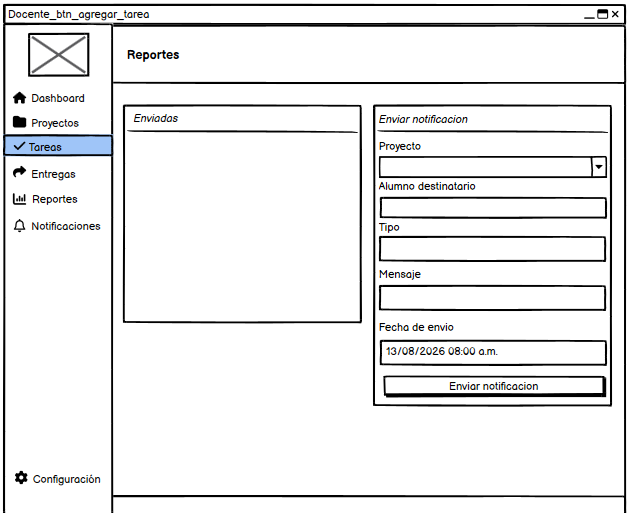 Docente_btn_agregar_tarea
Reportes
Dashboard
Proyectos
Tareas
Entregas
Reportes
Notificaciones
Configuración
Enviadas
Enviar notificacion
Proyecto
Alumno destinatario
Tipo
Mensaje
Fecha de envio
13/08/2026 08:00 a.m.
Enviar notificacion